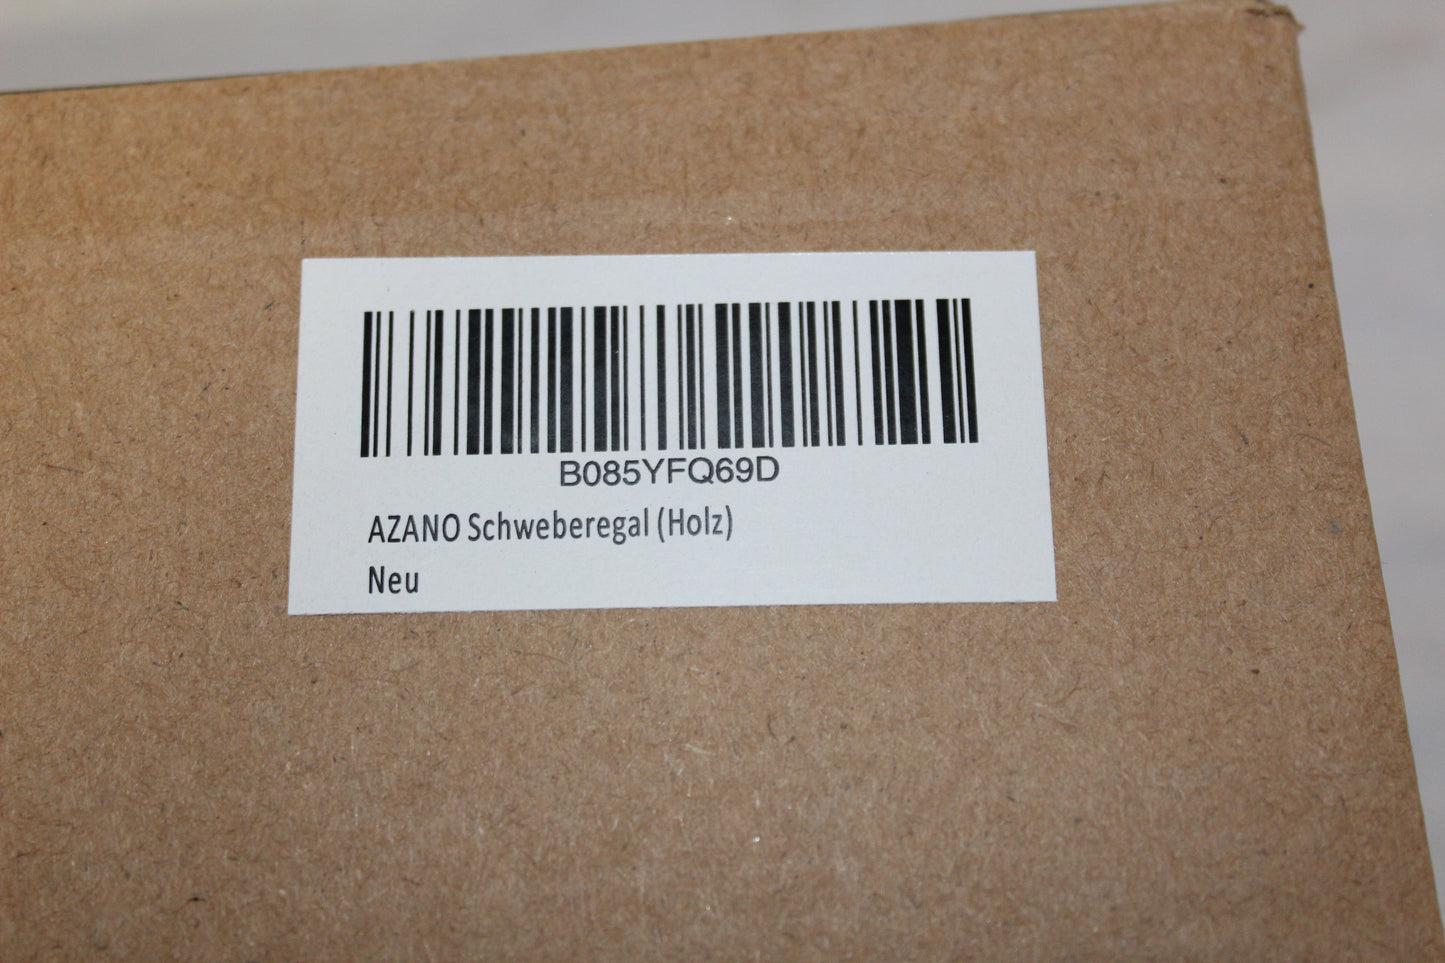 B085YFQ69D
AZANO Schweberegal (Holz)
Neu